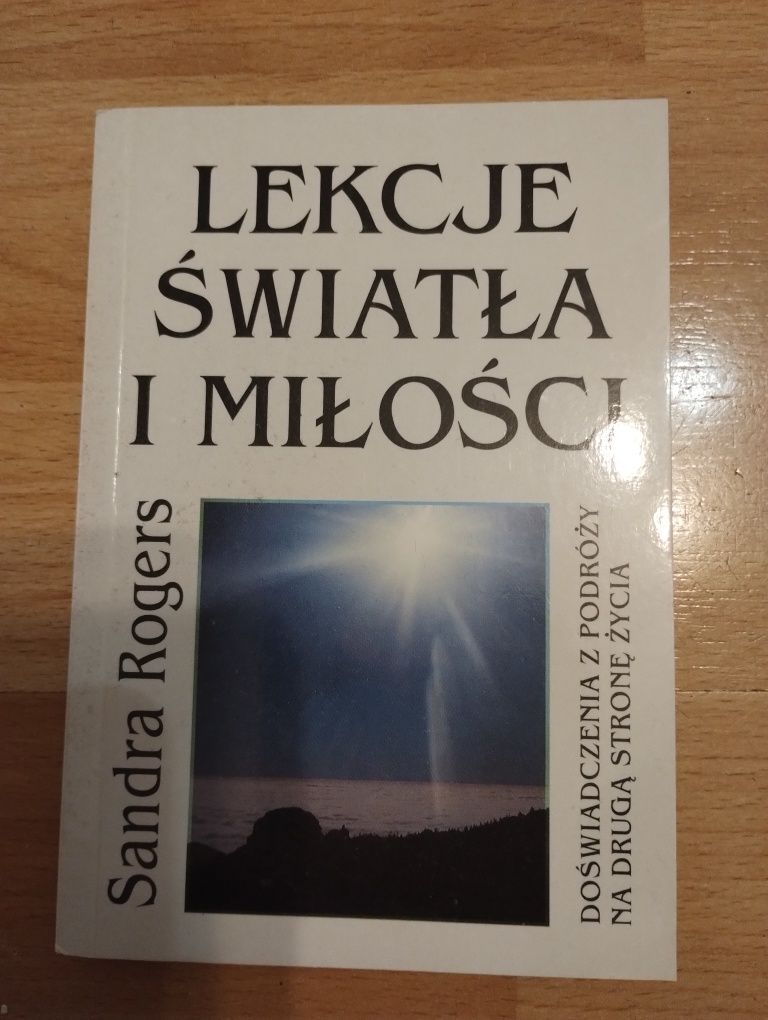 LEKCJE
ŚWIATŁA
I MIŁOŚCI
Sandra Rogers
DOŚWIADCZENIA Z PODRÓŻY
NA DRUGĄ STRONĘ ŻYCIA